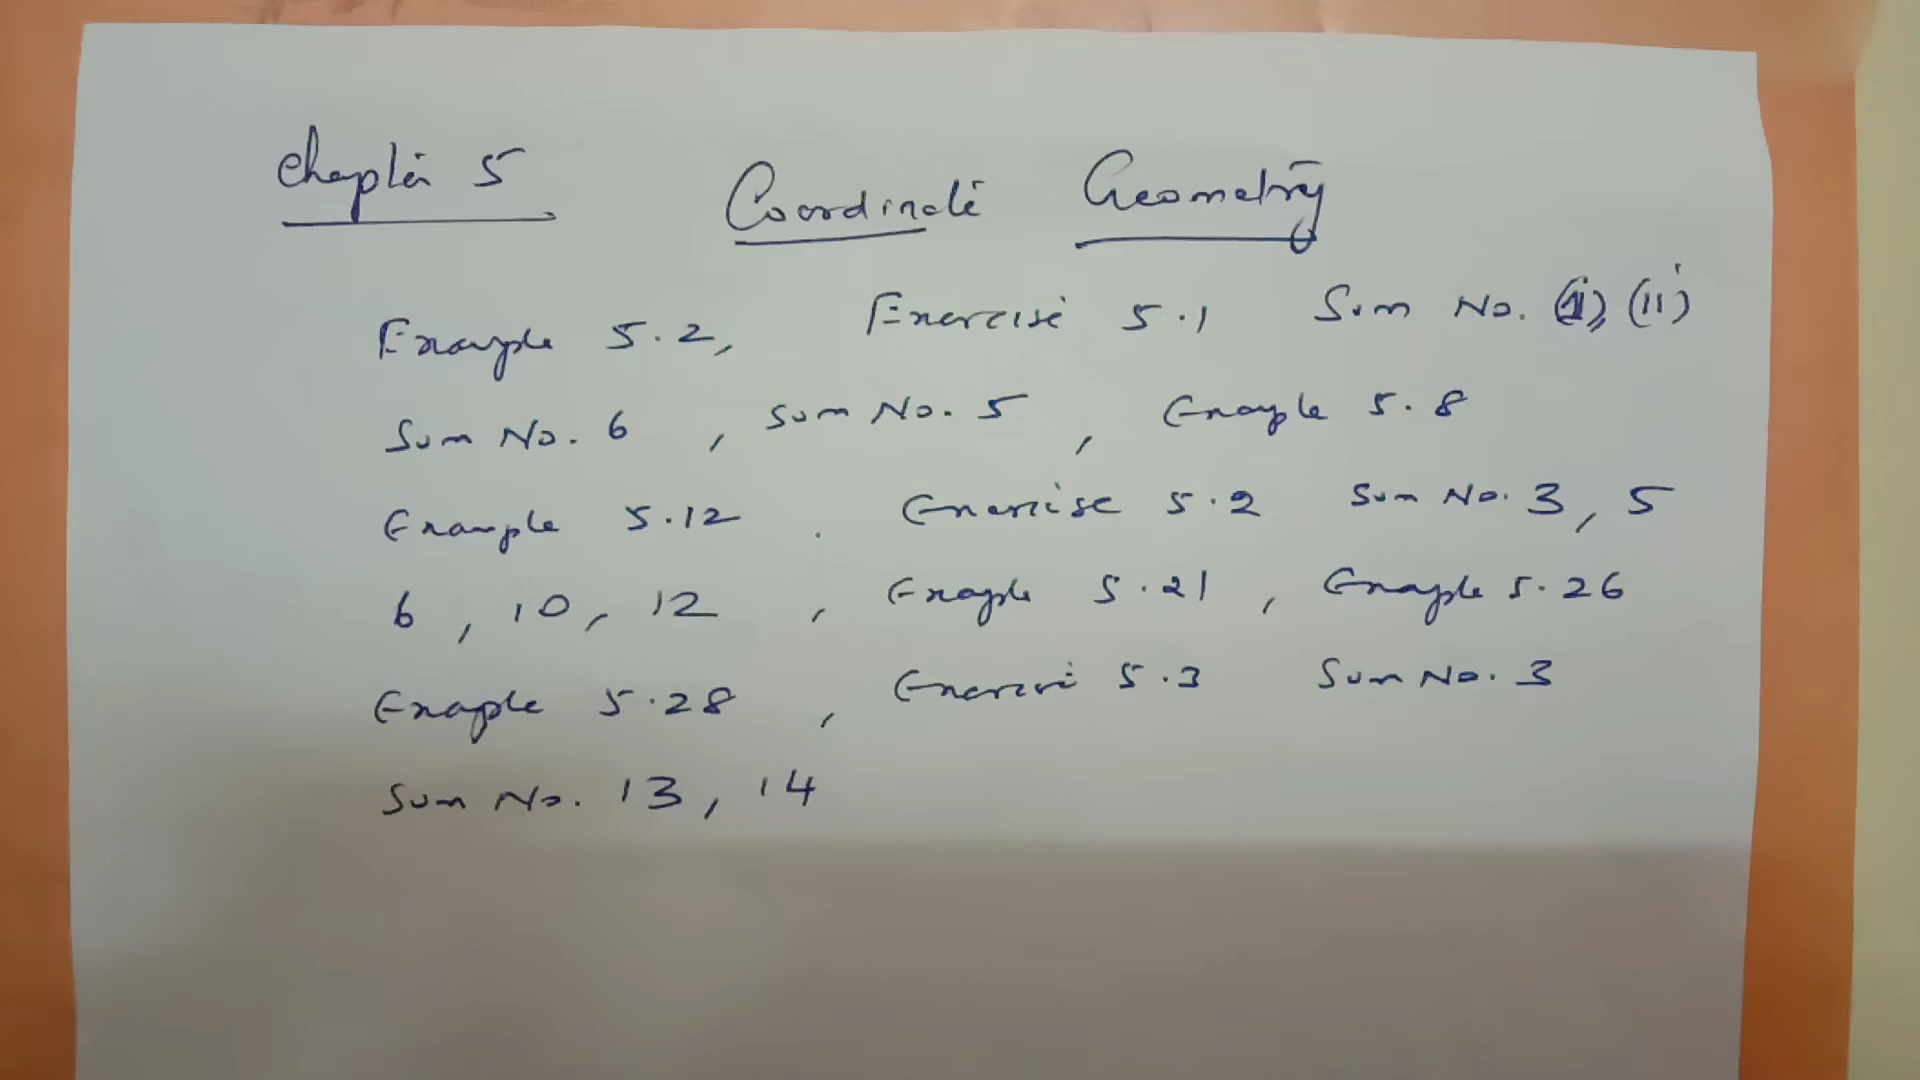 Chapter 5 Coordinate Geometry
Example 5.2, Exercise 5.1 Sum No. (ii)
Sum No. 6, Sum No. 5, Example 5.8
Example 5.12. Exercise 5.2 Sum No. 3, 5
6, 10, 12, Example 5.21, Example 5.26
Example 5.28, Exercise 5.3 Sum No. 3
Sum No. 13, 14